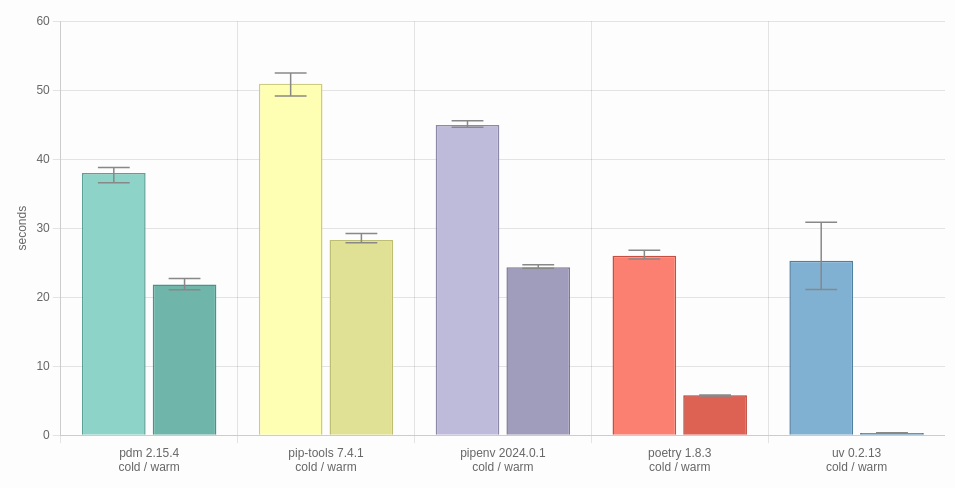 60
50
40
30
20
10
0
seconds
pdm 2.15.4
cold / warm
pip-tools 7.4.1
cold / warm
pipenv 2024.0.1
cold / warm
poetry 1.8.3
cold / warm
uv 0.2.13
cold / warm